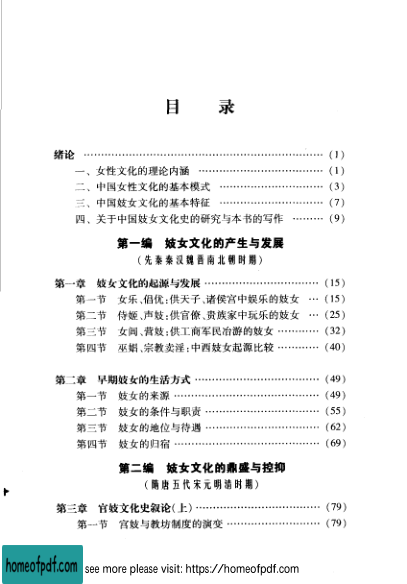 目 录
绪论 …………………………………………………… (1)
一、女性文化的理论内涵 ………………………… (1)
二、中国女性文化的基本模式 …………………… (3)
三、中国妓女文化的基本特征 …………………… (7)
四、关于中国妓女文化史的研究与本书的写作 ……… (9)
第一编 妓女文化的产生与发展
(先秦秦汉魏晋南北朝时期)
第一章 妓女文化的起源与发展 …………………… (15)
第一节 女乐、倡优:供天子、诸侯宫中娱乐的妓女 … (15)
第二节 侍姬、声妓:供官僚、贵族家中玩乐的妓女 … (25)
第三节 女闾、营妓:供工商军民冶游的妓女 ……… (32)
第四节 巫娼、宗教卖淫:中西妓女起源比较 ……… (40)
第二章 早期妓女的生活方式 ……………………… (49)
第一节 妓女的来源 ……………………………… (49)
第二节 妓女的条件与职责 ……………………… (55)
第三节 妓女的地位与待遇 ……………………… (62)
第四节 妓女的归宿 ……………………………… (69)
第二编 妓女文化的鼎盛与控抑
(隋唐五代宋元明清时期)
第三章 官妓文化史叙论(上) ……………………… (79)
第一节 官妓与教坊制度的演变 …………………… (79)
homeofpdf.com
see more please visit: https://homeofpdf.com